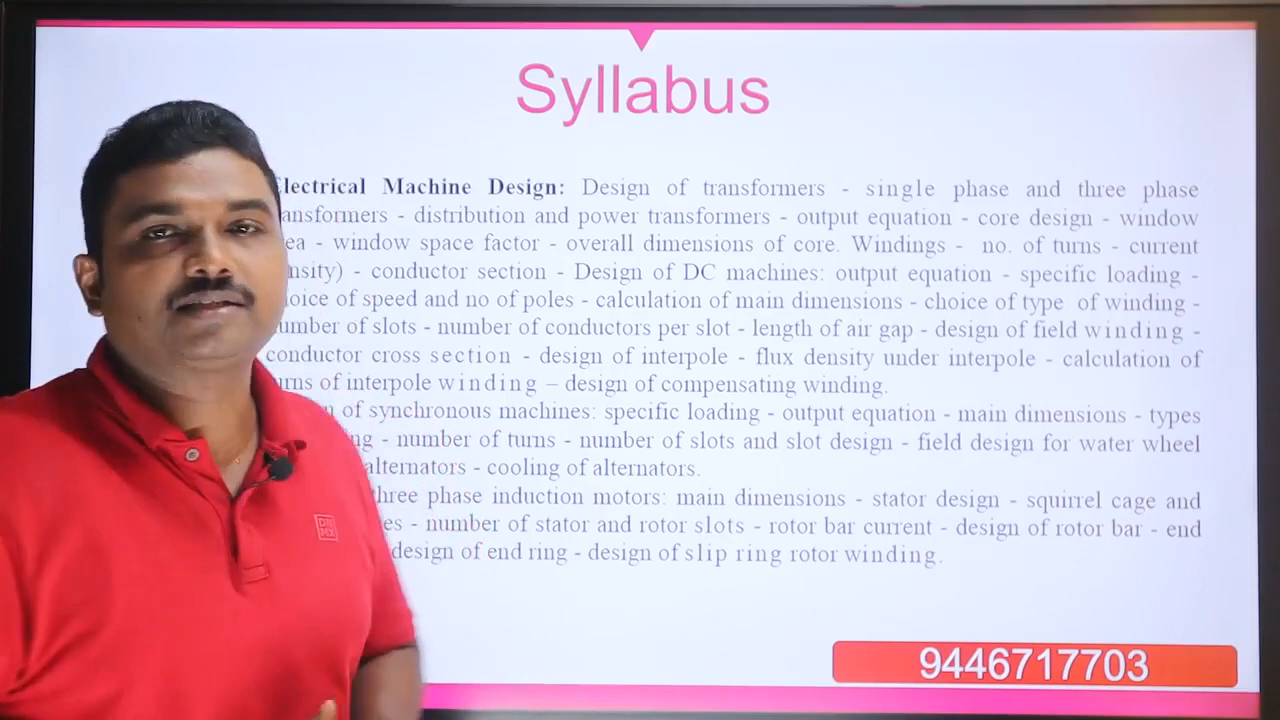 Syllabus
lectrical Machine Design: Design of transformers - single phase and three phase
ansformers - distribution and power transformers - output equation - core design - window
ea - window space factor - overall dimensions of core. Windings - no. of turns - current
nsity) - conductor section - Design of DC machines: output equation - specific loading -
oice of speed and no of poles - calculation of main dimensions - choice of type of winding -
umber of slots - number of conductors per slot - length of air gap - design of field winding -
conductor cross section - design of interpole - flux density under interpole - calculation of
urns of interpole winding – design of compensating winding.
n of synchronous machines: specific loading - output equation - main dimensions - types
ng - number of turns - number of slots and slot design - field design for water wheel
alternators - cooling of alternators.
hree phase induction motors: main dimensions - stator design - squirrel cage and
es - number of stator and rotor slots - rotor bar current - design of rotor bar - end
design of end ring - design of slip ring rotor winding.
9446717703